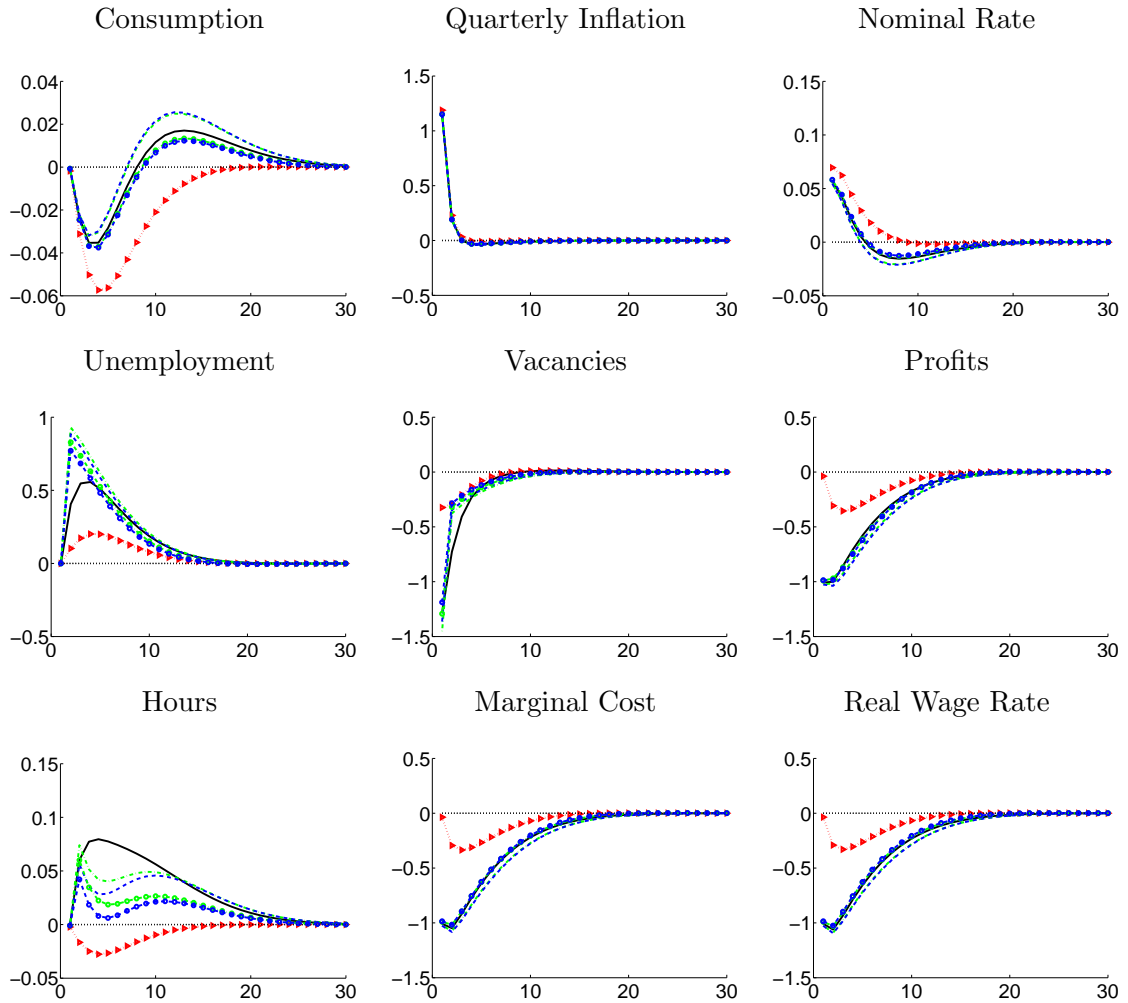 Consumption Quarterly Inflation Nominal Rate
0.04 1.5 0.15
0.02 1 0.1
0 0.5 0.05
−0.02 0 0
−0.04 −0.5 −0.05
−0.06
0 10 20 30 0 10 20 30 0 10 20 30
Unemployment Vacancies Profits
1 0.5 0.5
0.5 0 0
0 −0.5 −0.5
−0.5 −1 −1
−1.5 −1.5
0 10 20 30 0 10 20 30 0 10 20 30
Hours Marginal Cost Real Wage Rate
0.15 0.5 0.5
0.1 0 0
0.05 −0.5 −0.5
0 −1 −1
−0.05 −1.5 −1.5
0 10 20 30 0 10 20 30 0 10 20 30